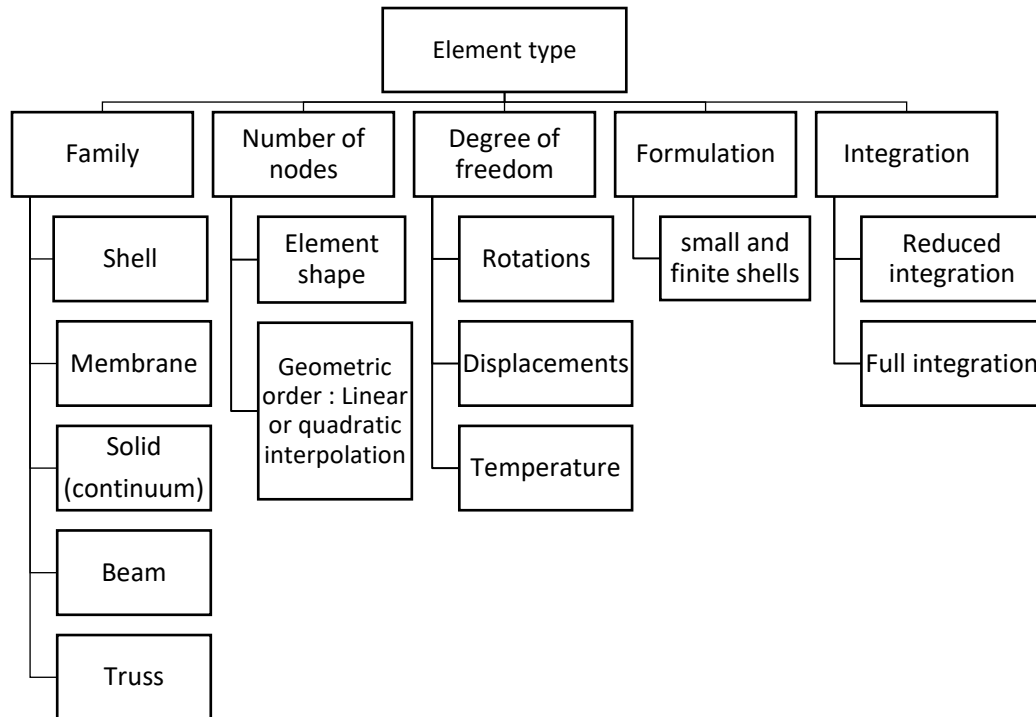 Element type
Family
Number of
nodes
Degree of
freedom
Formulation
Integration
Shell
Membrane
Solid
(continuum)
Beam
Truss
Element
shape
Geometric
order : Linear
or quadratic
interpolation
Rotations
Displacements
Temperature
small and
finite shells
Reduced
integration
Full integration